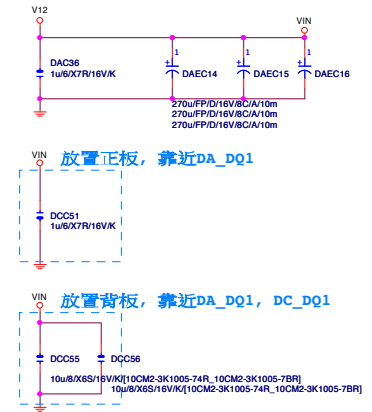 V12
VIN
DAC36
1u/6/X7R/16V/K
1
DAEC14
1
DAEC15
1
DAEC16
270u/FP/D/16V/8C/A/10m
270u/FP/D/16V/8C/A/10m
270u/FP/D/16V/8C/A/10m
VIN
放置正板, 靠近DA_DQ1
DCC51
1u/6/X7R/16V/K
VIN
放置背板, 靠近DA_DQ1, DC_DQ1
DCC55
DCC56
10u/8/X6S/16V/K/[10CM2-3K1005-74R_10CM2-3K1005-7BR]
10u/8/X6S/16V/K/[10CM2-3K1005-74R_10CM2-3K1005-7BR]